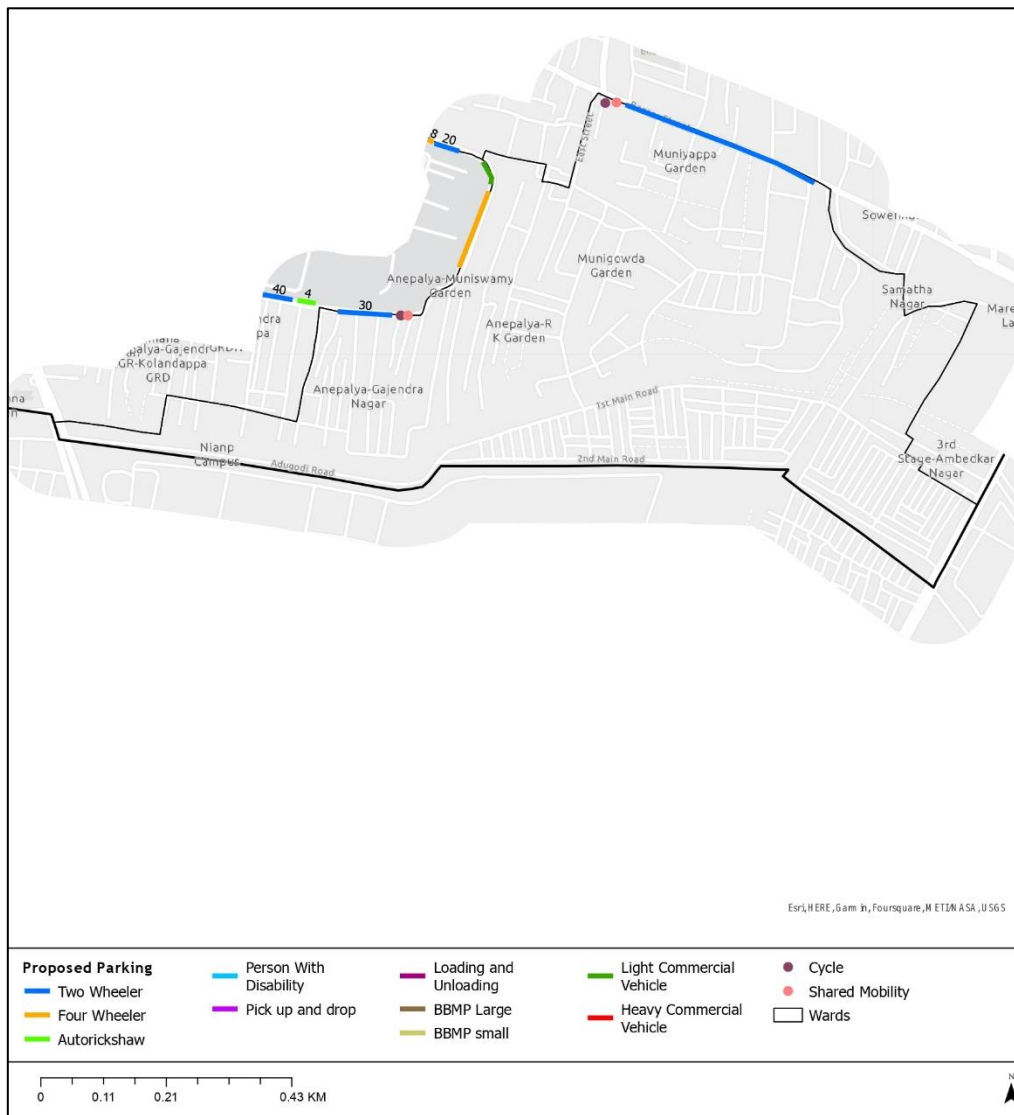 8 20
East Street
Muniyappa
Garden
Munigowda
Garden
Samatha
Nagar
Anepalya-Muniswamy
Garden
40
4
30
Anepalya-R
K Garden
GR-Kolandappa
GRD
Anepalya-Gajendra
Nagar
1st Main Road
2nd Main Road
3rd
Stage-Ambedkar
Nagar
Nianp
Campus
Adugodi Road
Esri, HERE, Garmin, Foursquare, METI/NASA, USGS
Proposed Parking
Two Wheeler
Four Wheeler
Autorickshaw
Person With
Disability
Pick up and drop
Loading and
Unloading
BBMP Large
BBMP small
Light Commercial
Vehicle
Heavy Commercial
Vehicle
Cycle
Shared Mobility
Wards
0 0.11 0.21 0.43 KM
N